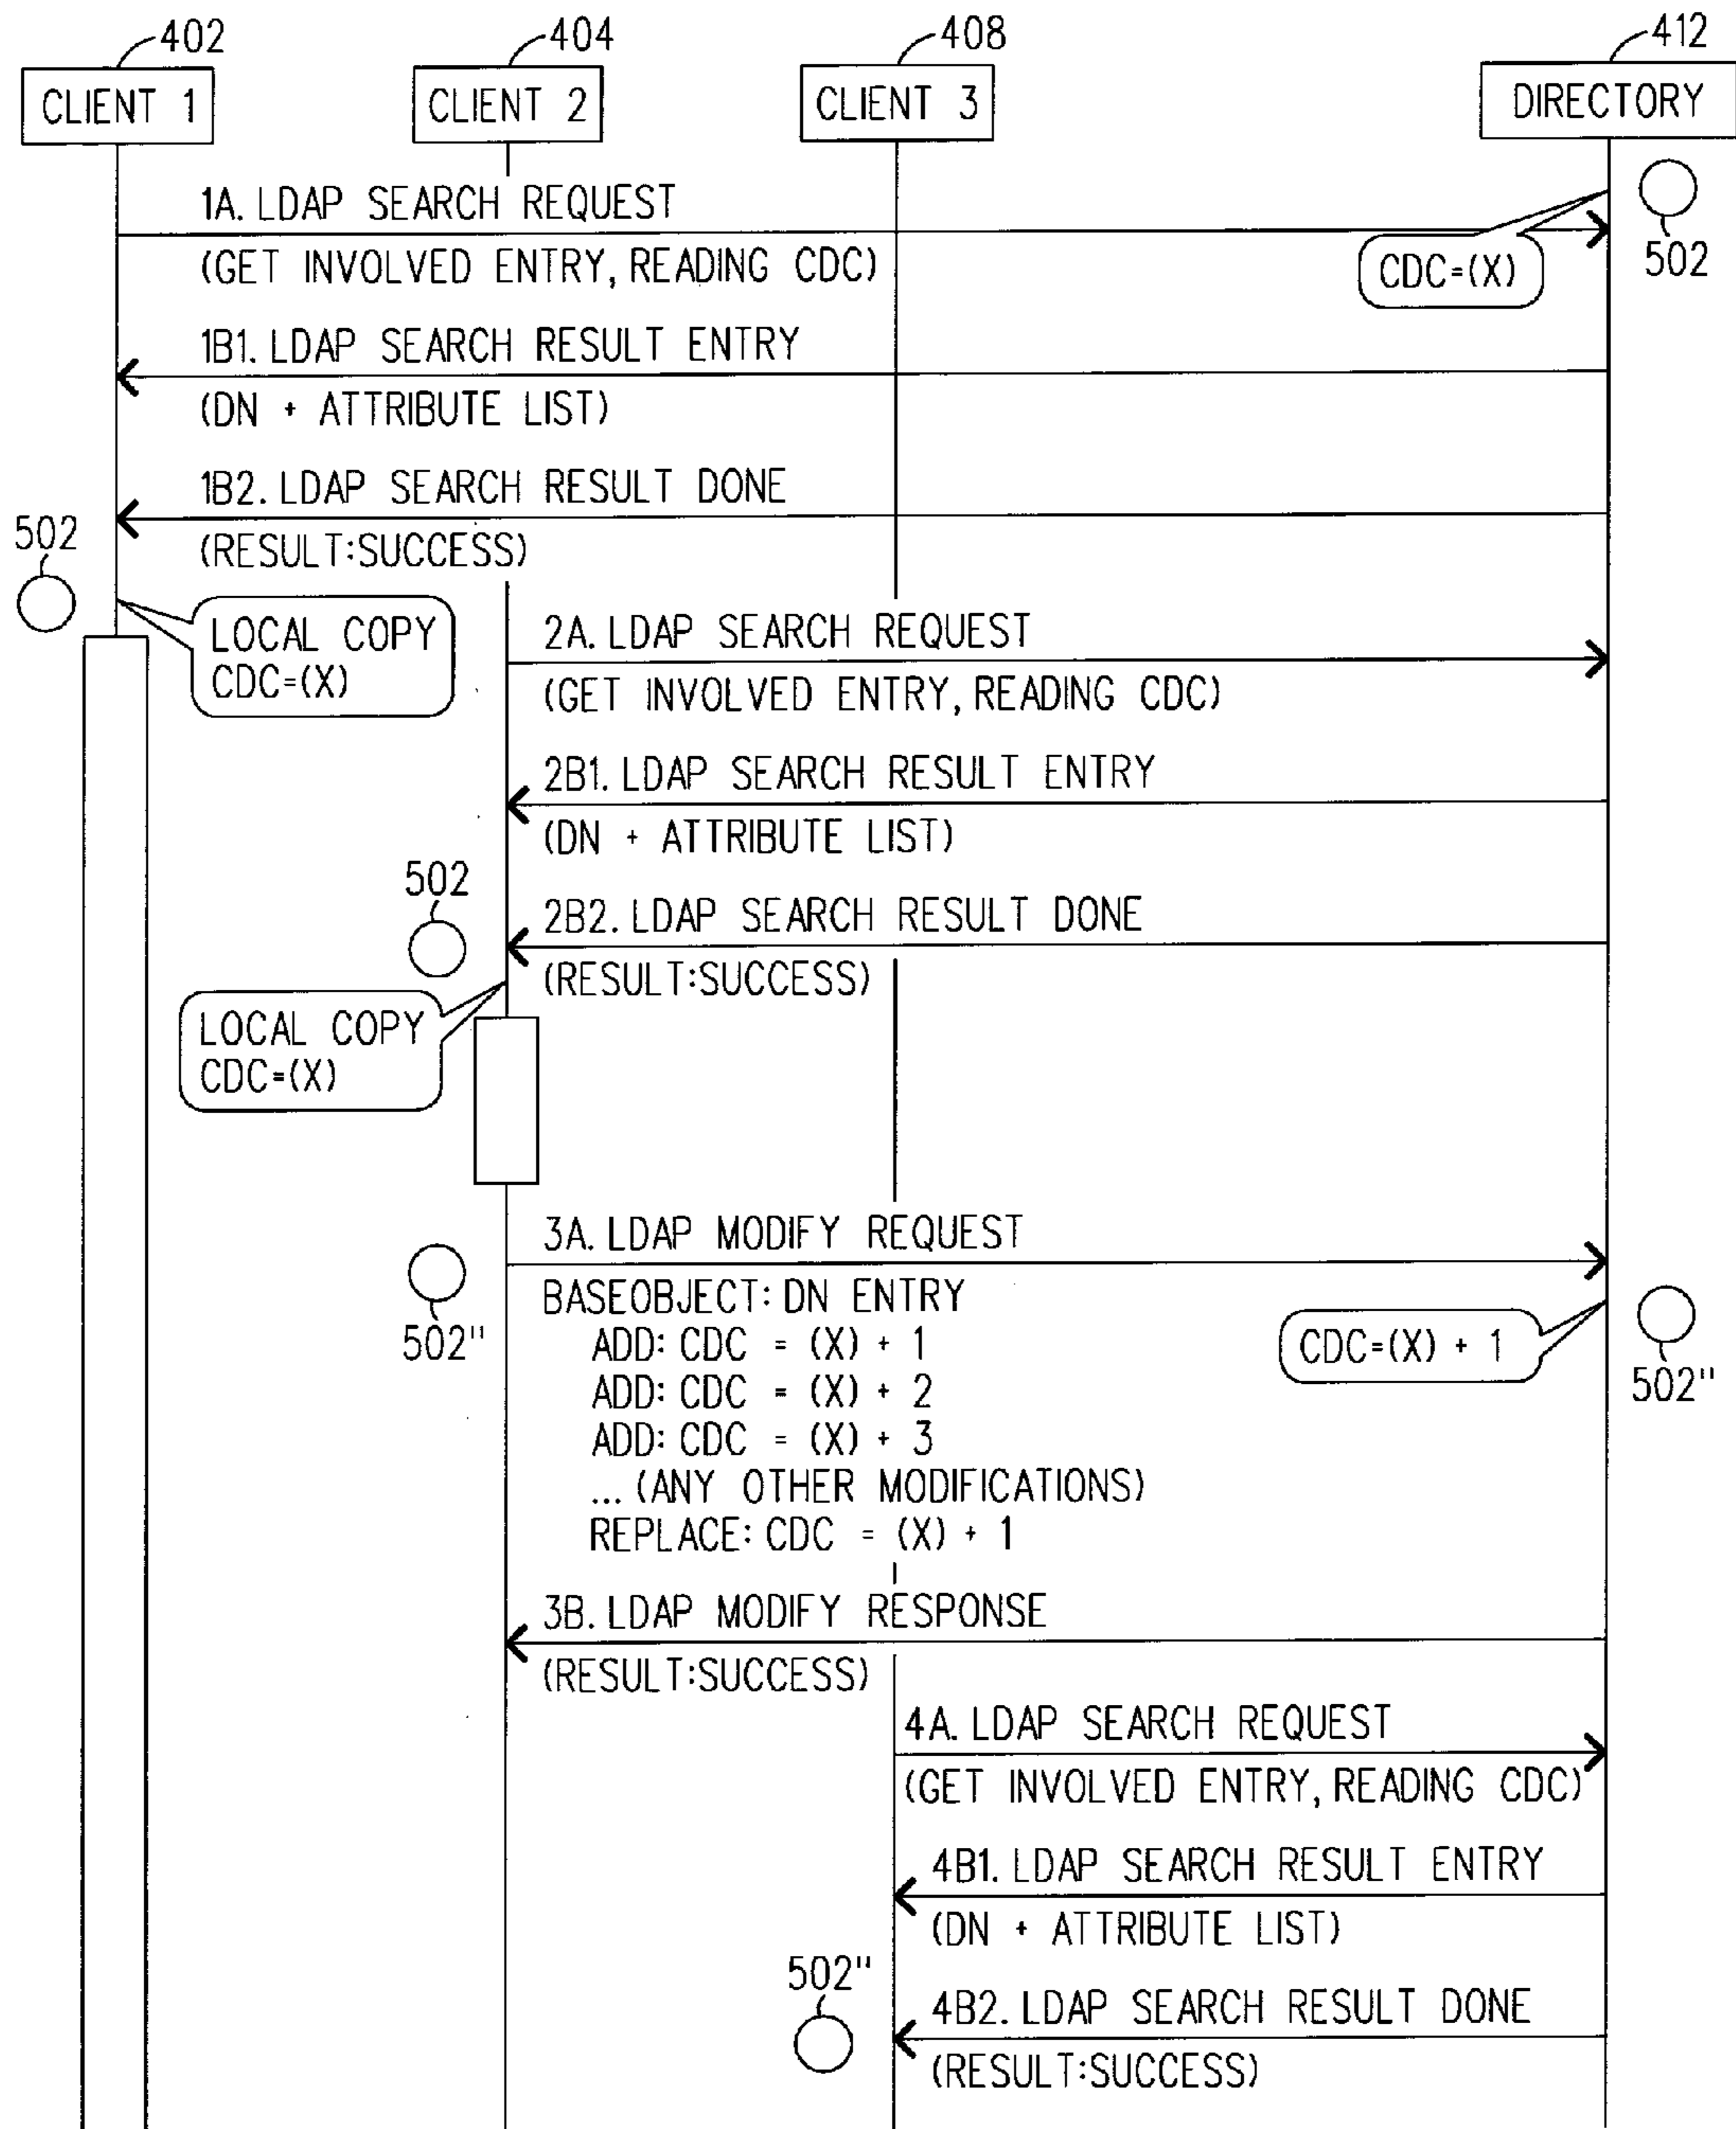 402
404
408
412
CLIENT 1
CLIENT 2
CLIENT 3
DIRECTORY
1A. LDAP SEARCH REQUEST
(GET INVOLVED ENTRY, READING CDC)
CDC=(X)
502
1B1. LDAP SEARCH RESULT ENTRY
(DN + ATTRIBUTE LIST)
1B2. LDAP SEARCH RESULT DONE
(RESULT:SUCCESS)
502
LOCAL COPY
CDC=(X)
2A. LDAP SEARCH REQUEST
(GET INVOLVED ENTRY, READING CDC)
2B1. LDAP SEARCH RESULT ENTRY
(DN + ATTRIBUTE LIST)
502
2B2. LDAP SEARCH RESULT DONE
(RESULT:SUCCESS)
LOCAL COPY
CDC=(X)
3A. LDAP MODIFY REQUEST
502"
BASEOBJECT: DN ENTRY
ADD: CDC = (X) + 1
ADD: CDC = (X) + 2
ADD: CDC = (X) + 3
... (ANY OTHER MODIFICATIONS)
REPLACE: CDC = (X) + 1
CDC=(X) + 1
502"
3B. LDAP MODIFY RESPONSE
(RESULT:SUCCESS)
4A. LDAP SEARCH REQUEST
(GET INVOLVED ENTRY, READING CDC)
4B1. LDAP SEARCH RESULT ENTRY
(DN + ATTRIBUTE LIST)
502"
4B2. LDAP SEARCH RESULT DONE
(RESULT:SUCCESS)